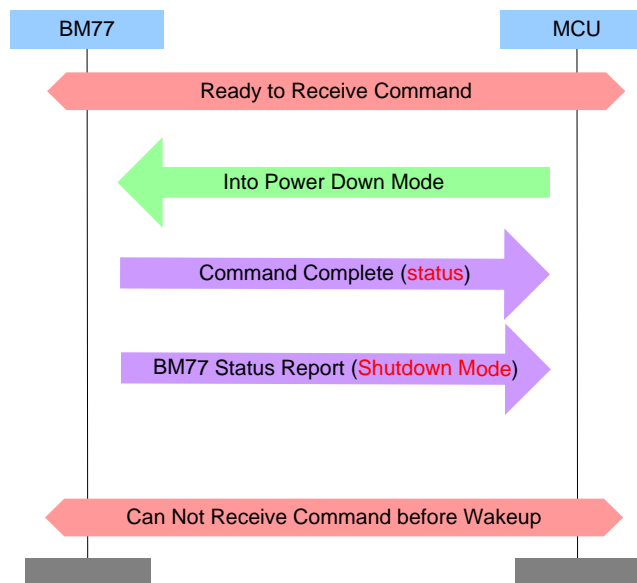 BM77
MCU
Ready to Receive Command
Into Power Down Mode
Command Complete (status)
BM77 Status Report (Shutdown Mode)
Can Not Receive Command before Wakeup